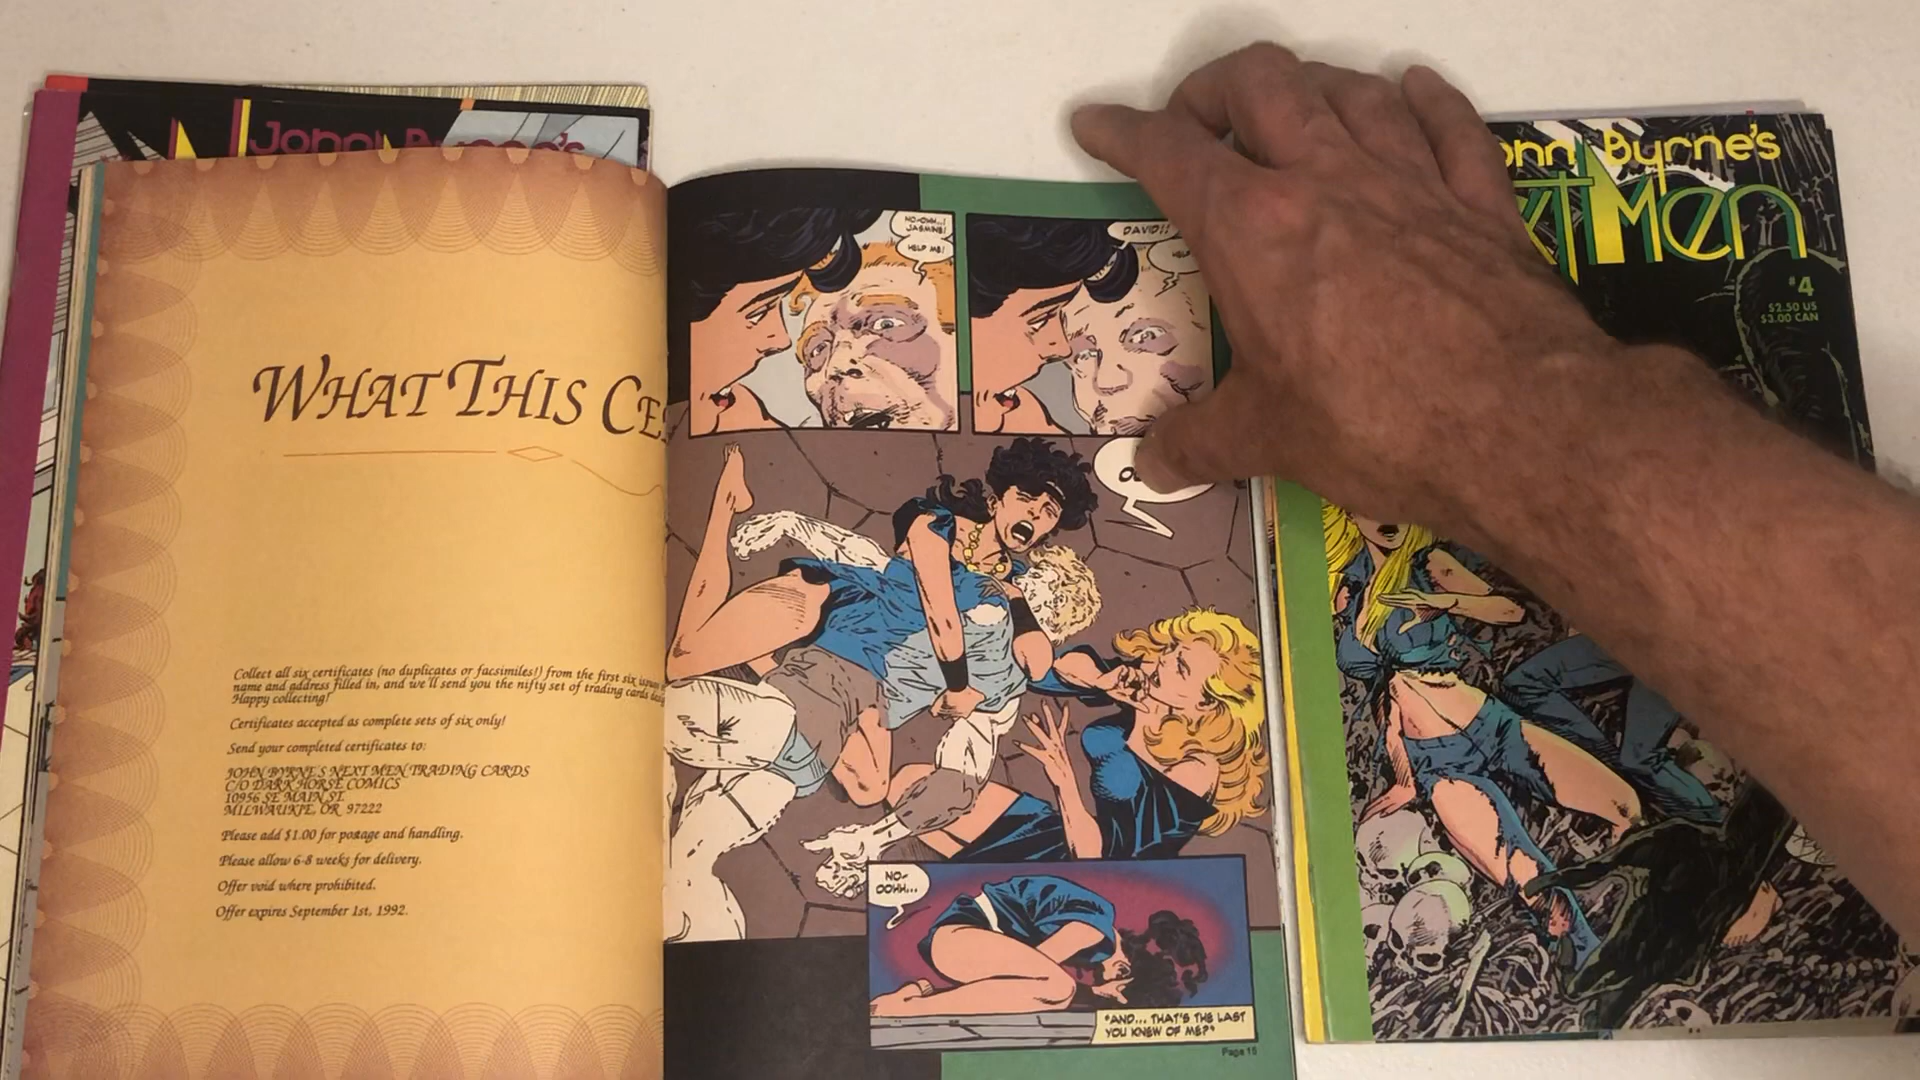 John Byrne's
WHAT THIS
Collect all six certificates (no duplicates or facsimiles!) from the first six issues
name and address filled in, and we'll send you the nifty set of trading cards
Happy collecting!
Certificates accepted as complete sets of six only!
Send your completed certificates to:
JOHN BYRNE'S NEXT MEN TRADING CARDS
C/O DARK HORSE COMICS
10956 SE MAIN ST.
MILWAUKIE, OR 97222
Please add $1.00 for postage and handling.
Please allow 6-8 weeks for delivery.
Offer void where prohibited.
Offer expires September 1st, 1992.
NO-OHH...!
JASMINE!
HELP ME!
DAVID!!
HELP
NO-
OOHH...
"AND... THAT'S THE LAST
YOU KNEW OF ME?"
Page 15
Byrne's
Men
#4
$2.50 US
$3.00 CAN